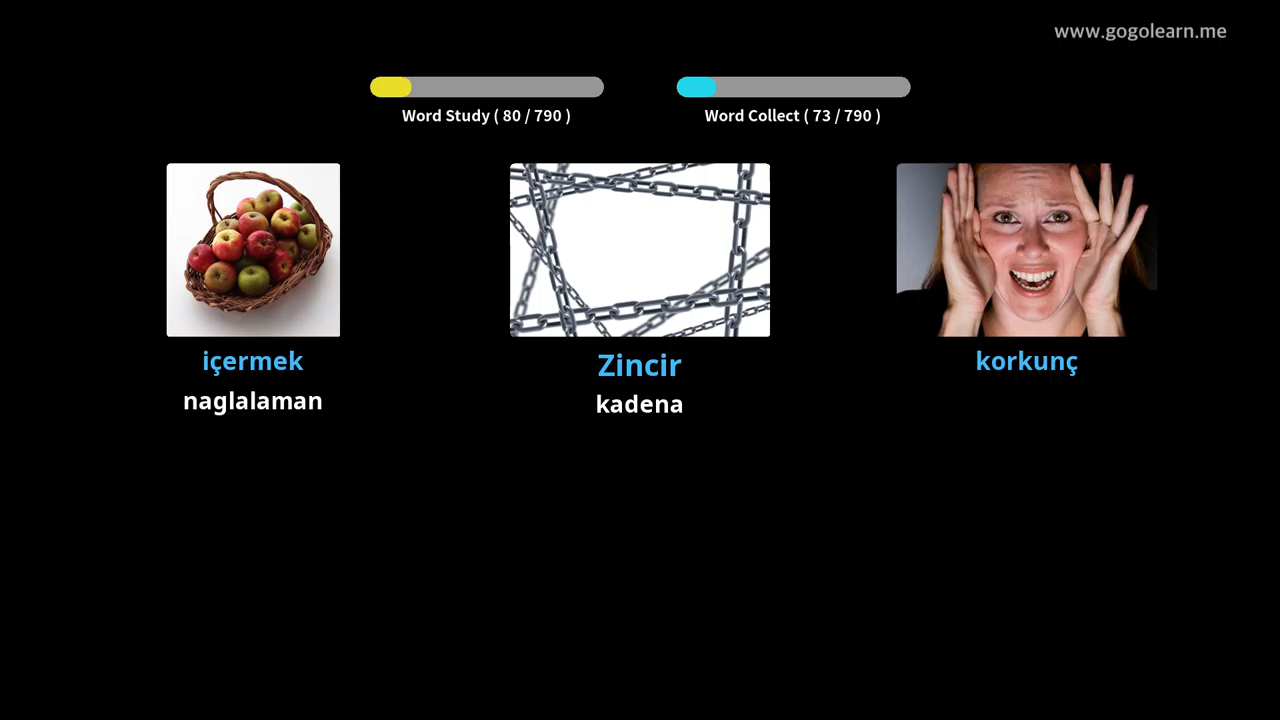 www.gogolearn.me
Word Study ( 80 / 790 )
Word Collect ( 73 / 790 )
içermek
naglalaman
Zincir
kadena
korkunç